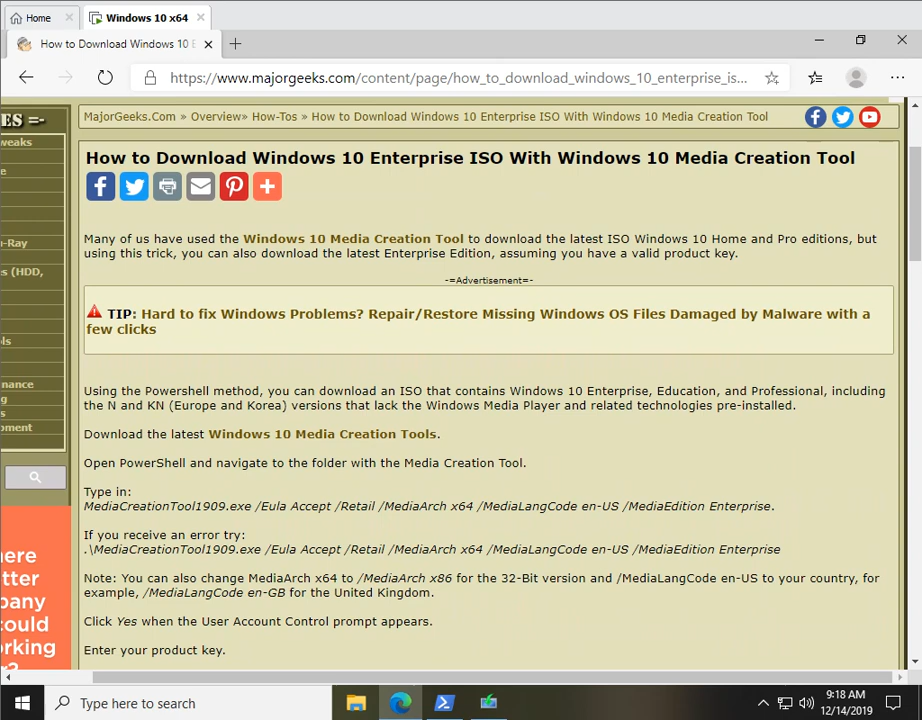 Home
Windows 10 x64
How to Download Windows 10 E
https://www.majorgeeks.com/content/page/how_to_download_windows_10_enterprise_is...
ES =-
weaks
e
-Ray
s (HDD,
ols
nance
g
s
opment
here
tter
pany
could
orking
r?
MajorGeeks.Com » Overview» How-Tos » How to Download Windows 10 Enterprise ISO With Windows 10 Media Creation Tool
How to Download Windows 10 Enterprise ISO With Windows 10 Media Creation Tool
Many of us have used the Windows 10 Media Creation Tool to download the latest ISO Windows 10 Home and Pro editions, but
using this trick, you can also download the latest Enterprise Edition, assuming you have a valid product key.
-=Advertisement=-
TIP: Hard to fix Windows Problems? Repair/Restore Missing Windows OS Files Damaged by Malware with a
few clicks
Using the Powershell method, you can download an ISO that contains Windows 10 Enterprise, Education, and Professional, including
the N and KN (Europe and Korea) versions that lack the Windows Media Player and related technologies pre-installed.
Download the latest Windows 10 Media Creation Tools.
Open PowerShell and navigate to the folder with the Media Creation Tool.
Type in:
MediaCreationTool1909.exe /Eula Accept /Retail /MediaArch x64 /MediaLangCode en-US /MediaEdition Enterprise.
If you receive an error try:
.\MediaCreationTool1909.exe /Eula Accept /Retail /MediaArch x64 /MediaLangCode en-US /MediaEdition Enterprise
Note: You can also change MediaArch x64 to /MediaArch x86 for the 32-Bit version and /MediaLangCode en-US to your country, for
example, /MediaLangCode en-GB for the United Kingdom.
Click Yes when the User Account Control prompt appears.
Enter your product key.
Type here to search
9:18 AM
12/14/2019